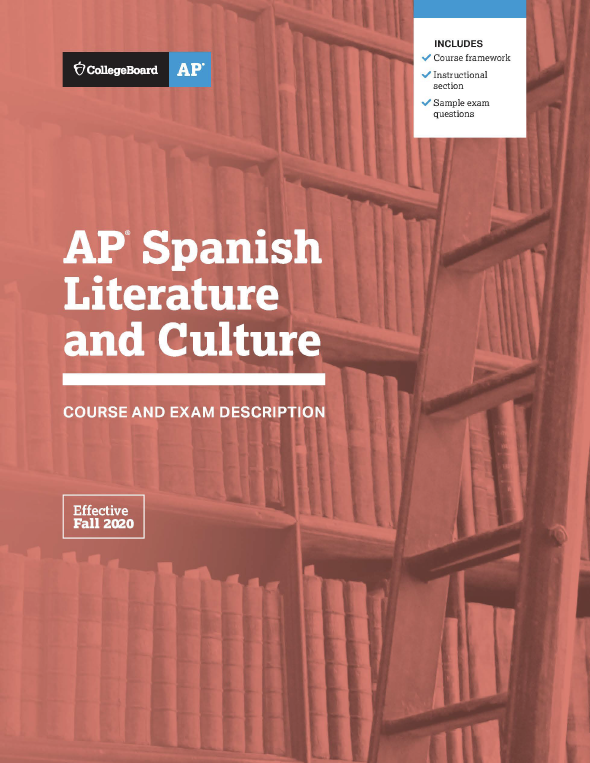 CollegeBoard
AP®
INCLUDES
Course framework
Instructional
section
Sample exam
questions
AP® Spanish
Literature
and Culture
COURSE AND EXAM DESCRIPTION
Effective
Fall 2020